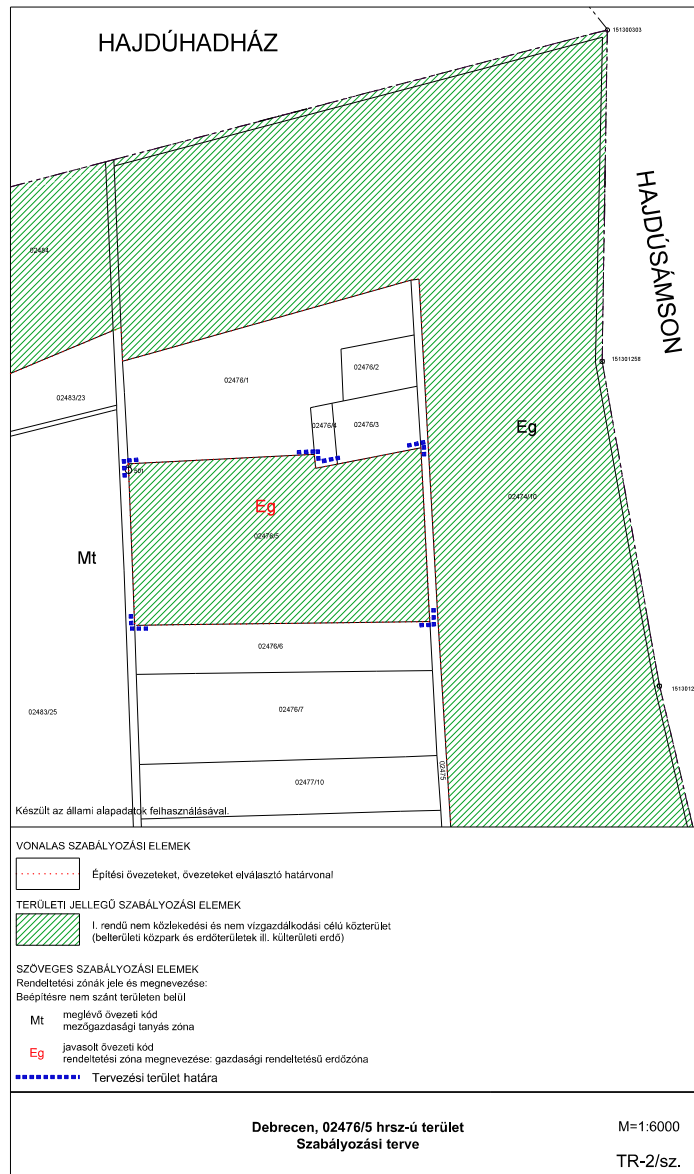 HAJDÚHADHÁZ
151300303
HAJDÚSÁMSON
02484
151301258
02476/2
02476/1
02483/23
02476/4
02476/3
Eg
501
02474/10
Eg
02476/5
Mt
02476/6
02483/25
02476/7
02475
02477/10
Készült az állami alapadatok felhasználásával.
VONALAS SZABÁLYOZÁSI ELEMEK
Építési övezeteket, övezeteket elválasztó határvonal
TERÜLETI JELLEGŰ SZABÁLYOZÁSI ELEMEK
I. rendű nem közlekedési és nem vízgazdálkodási célú közterület
(belterületi közpark és erdőterületek ill. külterületi erdő)
SZÖVEGES SZABÁLYOZÁSI ELEMEK
Rendeltetési zónák jele és megnevezése:
Beépítésre nem szánt területen belül
Mt meglévő övezeti kód
mezőgazdasági tanyás zóna
Eg javasolt övezeti kód
rendeltetési zóna megnevezése: gazdasági rendeltetésű erdőzóna
Tervezési terület határa
Debrecen, 02476/5 hrsz-ú terület
Szabályozási terve
M=1:6000
TR-2/sz.